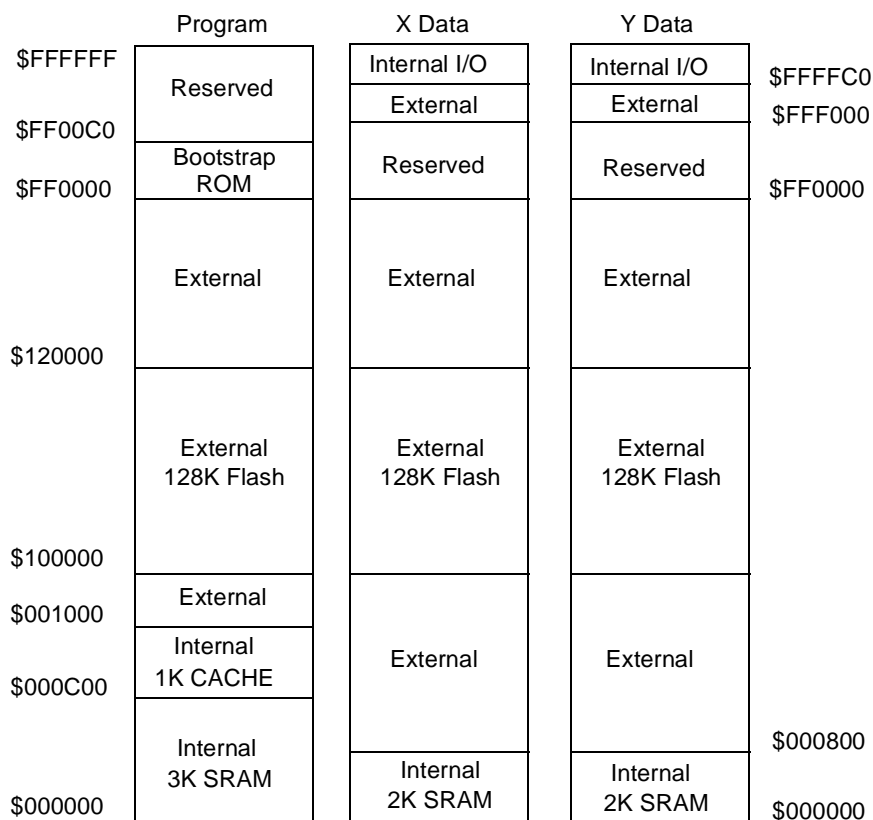 Program X Data Y Data
$FFFFFF
Internal I/O
Internal I/O
$FFFFC0
Reserved
External
External
$FFF000
$FF00C0
Bootstrap
ROM
Reserved
Reserved
$FF0000
$FF0000
External
External
External
$120000
External
128K Flash
External
128K Flash
External
128K Flash
$100000
External
$001000
Internal
1K CACHE
External
External
$000C00
$000800
Internal
3K SRAM
Internal
2K SRAM
Internal
2K SRAM
$000000
$000000